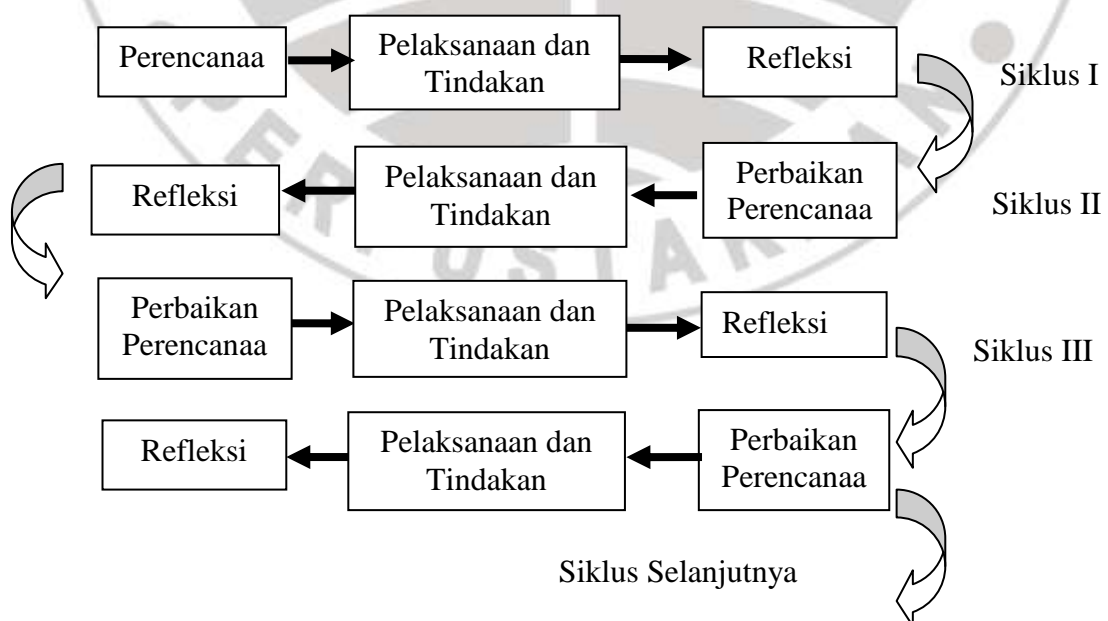 Perencanaa
Pelaksanaan dan
Tindakan
Refleksi
Siklus I
Refleksi
Pelaksanaan dan
Tindakan
Perbaikan
Perencanaa
Siklus II
Perbaikan
Perencanaa
Pelaksanaan dan
Tindakan
Refleksi
Siklus III
Refleksi
Pelaksanaan dan
Tindakan
Perbaikan
Perencanaa
Siklus Selanjutnya
PERPUSTAKAAN